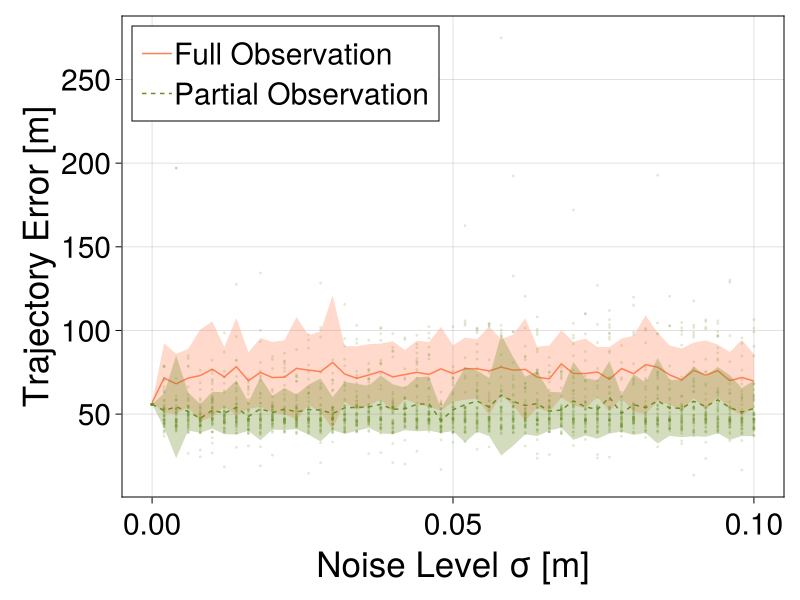 Full Observation
Partial Observation
Trajectory Error [m]
250
200
150
100
50
0.00
0.05
0.10
Noise Level σ [m]